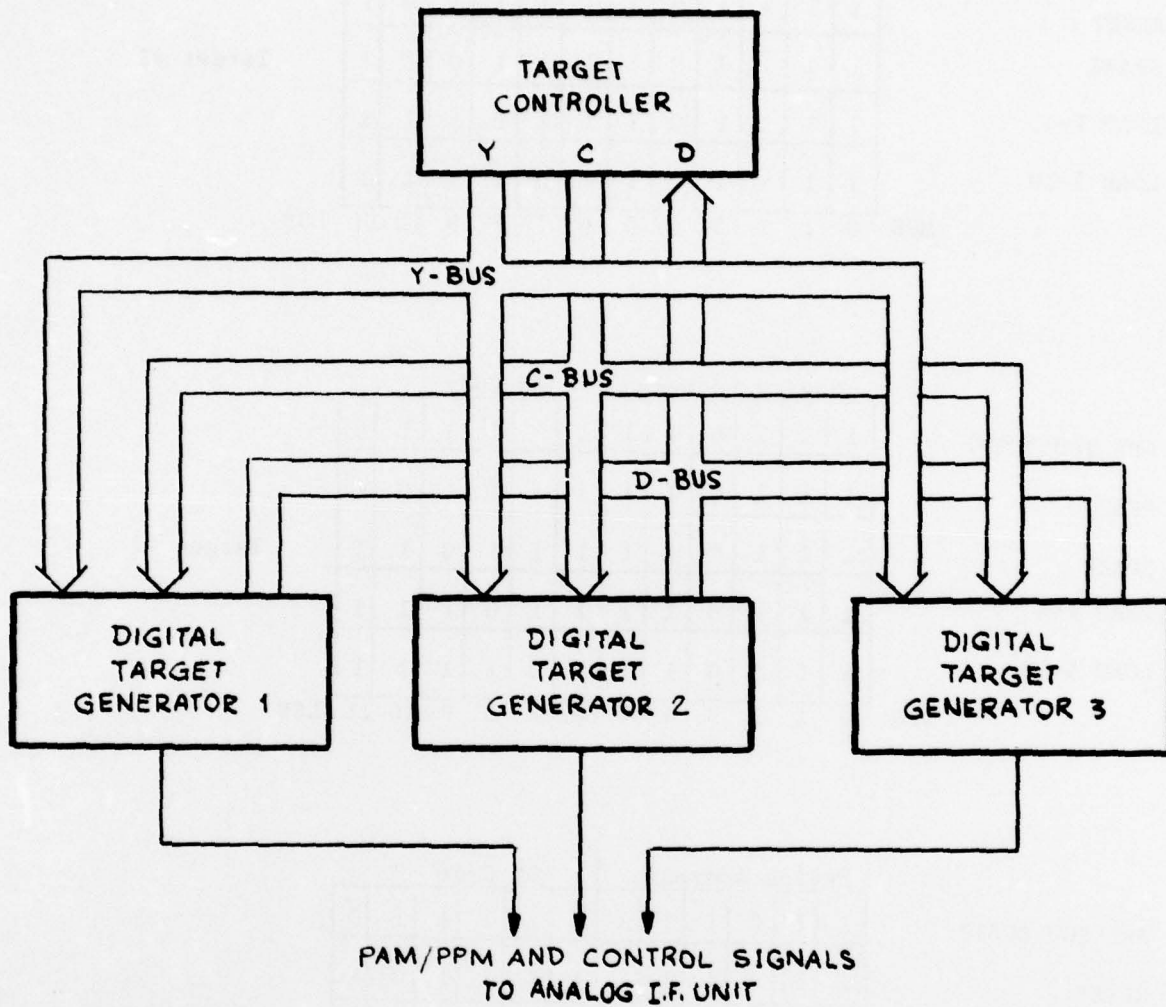 TARGET
CONTROLLER
Y C D
Y-BUS
C-BUS
D-BUS
DIGITAL
TARGET
GENERATOR 1
DIGITAL
TARGET
GENERATOR 2
DIGITAL
TARGET
GENERATOR 3
PAM/PPM AND CONTROL SIGNALS
TO ANALOG I.F. UNIT